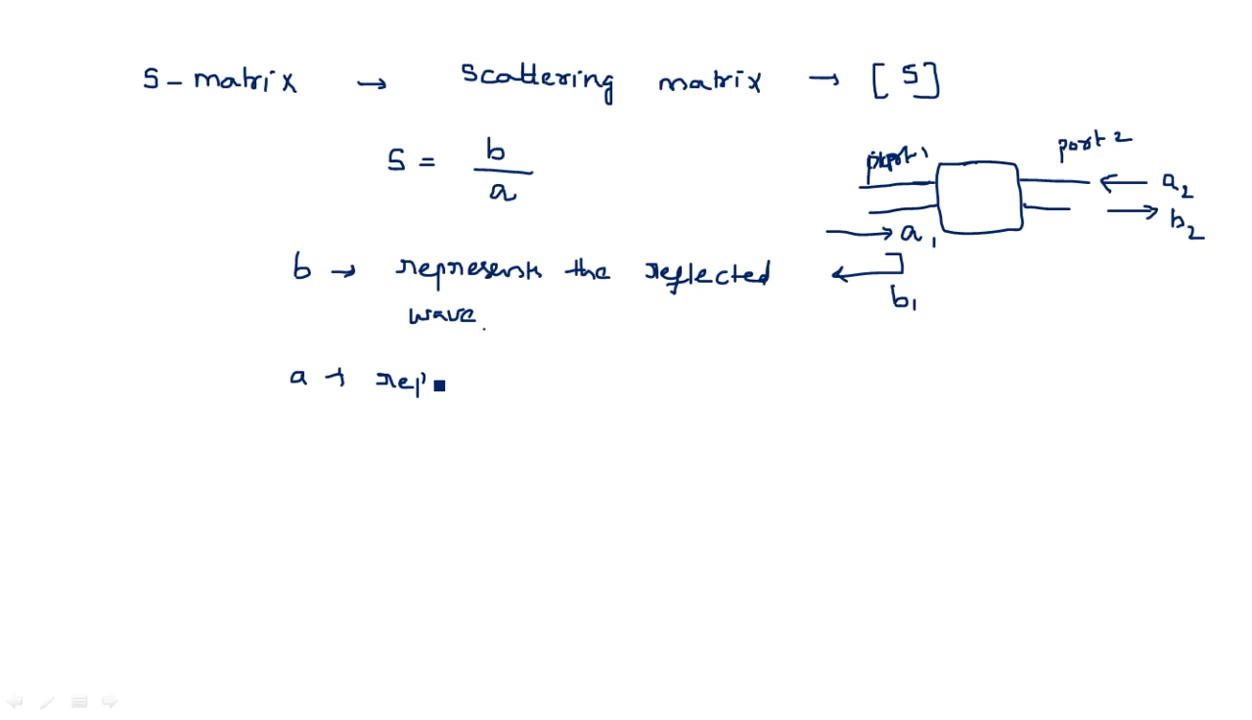 S - matrix → scattering matrix → [S]
S = b/a
port 1
port 2
a2
b2
a1
b1
b → represents the reflected
wave.
a → rep